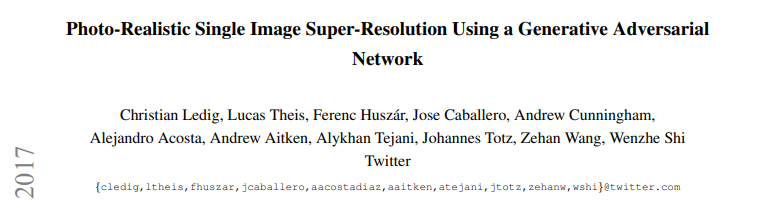 Photo-Realistic Single Image Super-Resolution Using a Generative Adversarial
Network
Christian Ledig, Lucas Theis, Ferenc Huszár, Jose Caballero, Andrew Cunningham,
Alejandro Acosta, Andrew Aitken, Alykhan Tejani, Johannes Totz, Zehan Wang, Wenzhe Shi
Twitter
{cledig,ltheis,fhuszar,jcaballero,aacostadiaz,aaitken,atejani,jtotz,zehanw,wshi}@twitter.com
2017